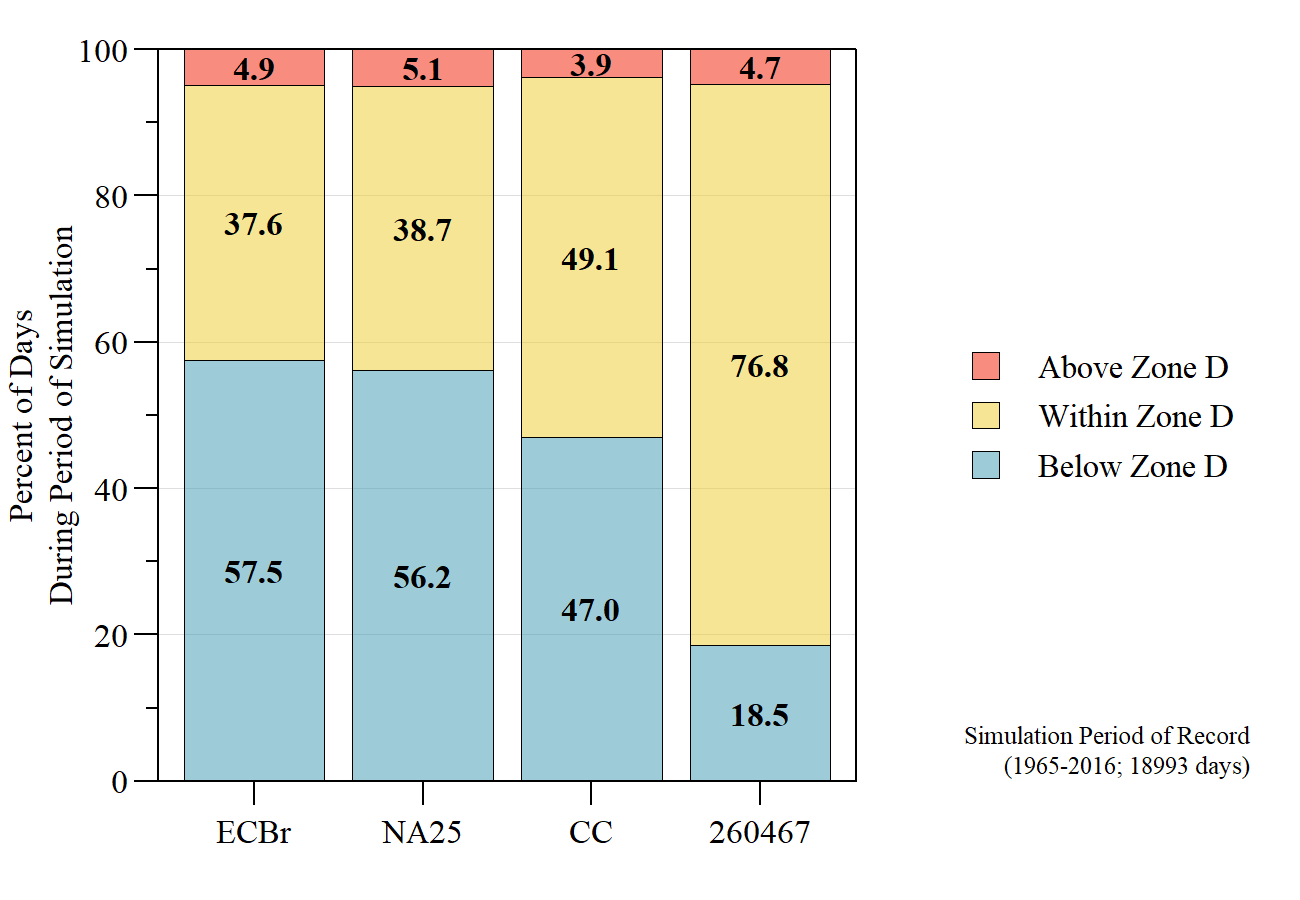 Percent of Days
During Period of Simulation
100
80
60
40
20
0
4.9
5.1
3.9
4.7
37.6
38.7
49.1
76.8
57.5
56.2
47.0
18.5
ECBr
NA25
CC
260467
Above Zone D
Within Zone D
Below Zone D
Simulation Period of Record
(1965-2016; 18993 days)